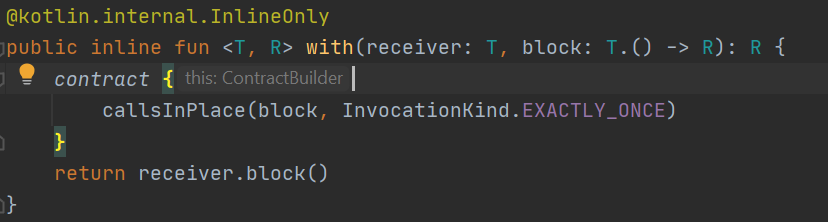 @kotlin.internal.InlineOnly
public inline fun <T, R> with(receiver: T, block: T.() -> R): R {
contract { this: ContractBuilder
callsInPlace(block, InvocationKind.EXACTLY_ONCE)
}
return receiver.block()
}